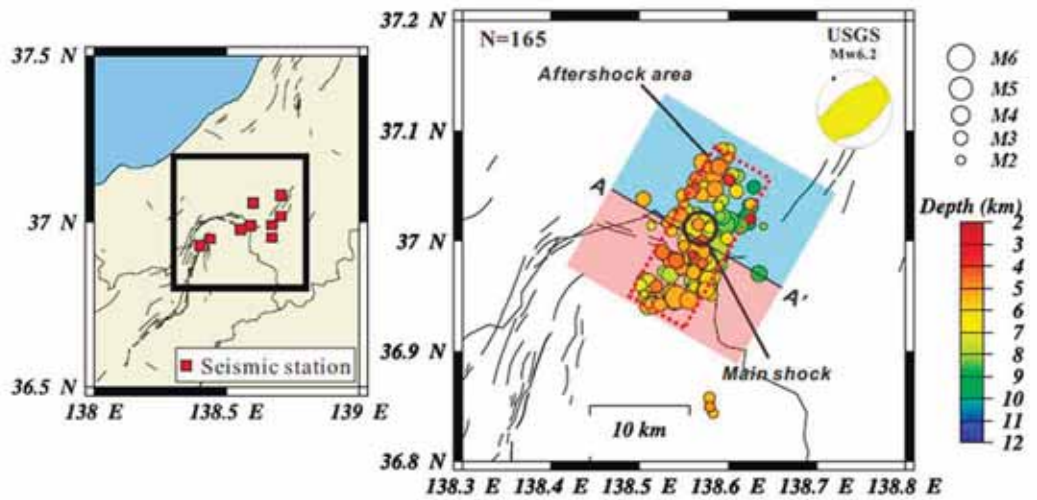 37.5 N
37 N
36.5 N
138 E
138.5 E
139 E
Seismic station
37.2 N
37.1 N
37 N
36.9 N
36.8 N
138.3 E
138.4 E
138.5 E
138.6 E
138.7 E
138.8 E
N=165
Aftershock area
USGS
Mw6.2
A
A'
Main shock
10 km
M6
M5
M4
M3
M2
Depth (km)
2
3
4
5
6
7
8
9
10
11
12